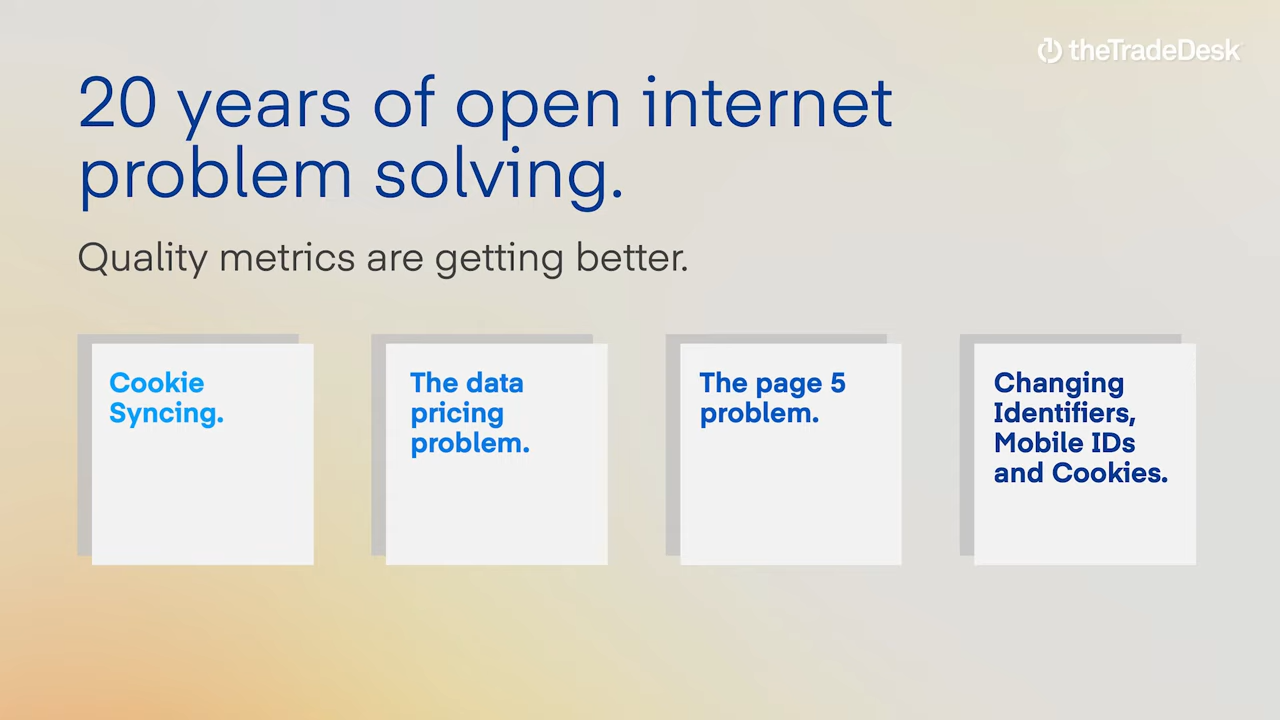 theTradeDesk
20 years of open internet
problem solving.
Quality metrics are getting better.
Cookie
Syncing.
The data
pricing
problem.
The page 5
problem.
Changing
Identifiers,
Mobile IDs
and Cookies.